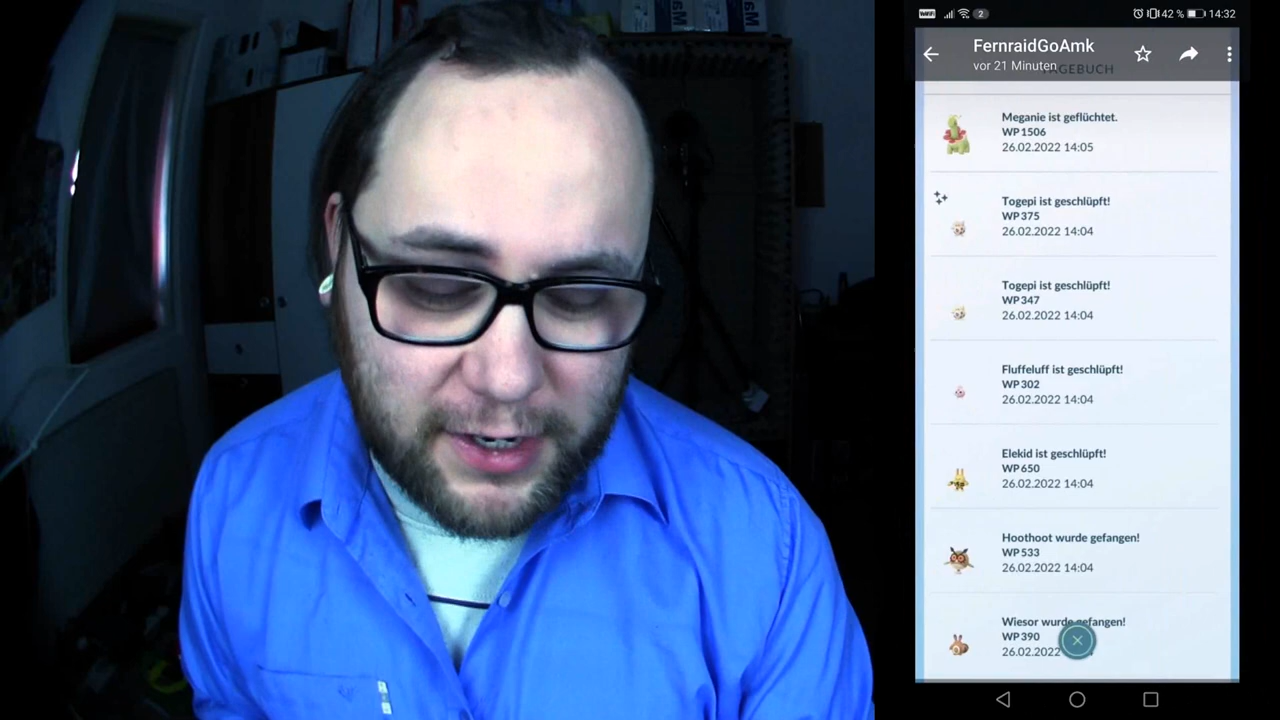 2
42 % 14:32
FernraidGoAmk
vor 21 Minuten
Meganie ist geflüchtet.
WP 1506
26.02.2022 14:05
Togepi ist geschlüpft!
WP 375
26.02.2022 14:04
Togepi ist geschlüpft!
WP 347
26.02.2022 14:04
Fluffeluff ist geschlüpft!
WP 302
26.02.2022 14:04
Elekid ist geschlüpft!
WP 650
26.02.2022 14:04
Hoothoot wurde gefangen!
WP 533
26.02.2022 14:04
Wiesor wurde gefangen!
WP 390
26.02.2022